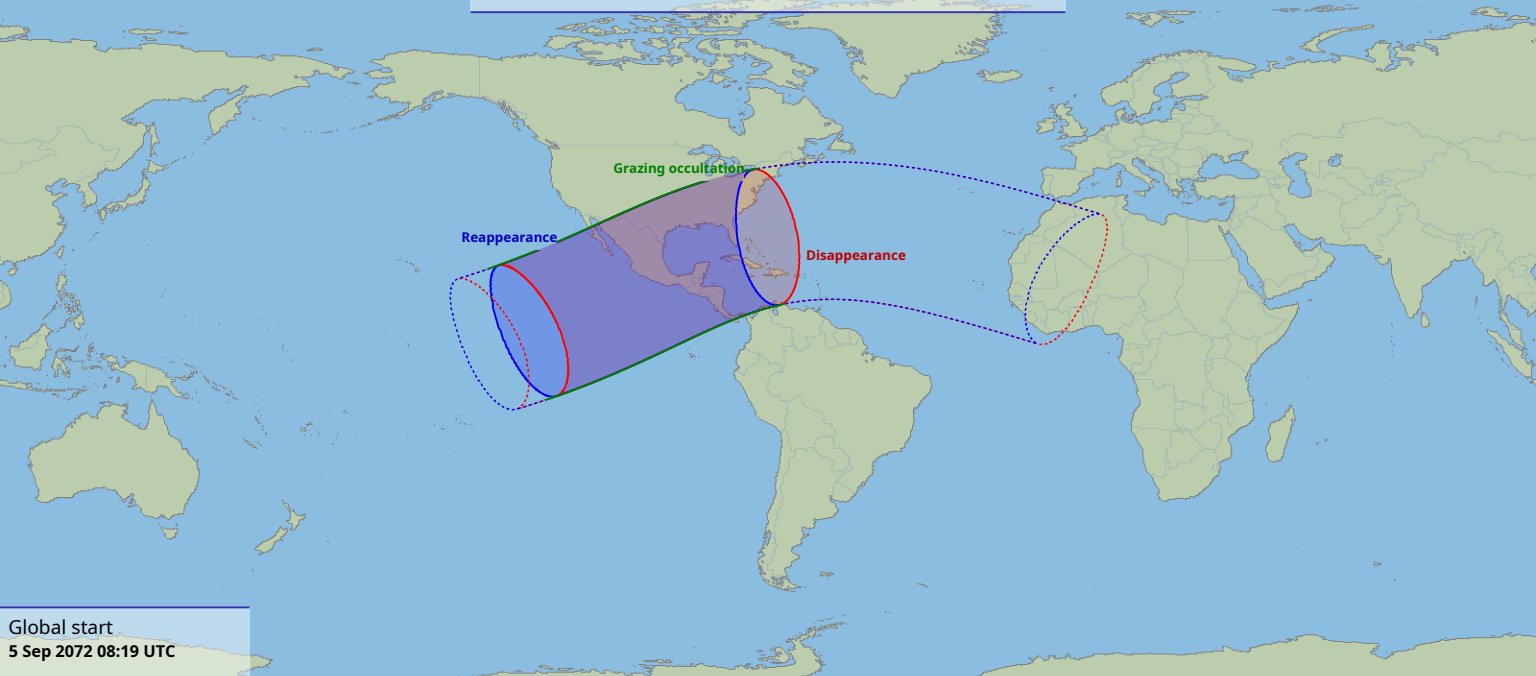 Grazing occultation
Reappearance
Disappearance
Global start
5 Sep 2072 08:19 UTC